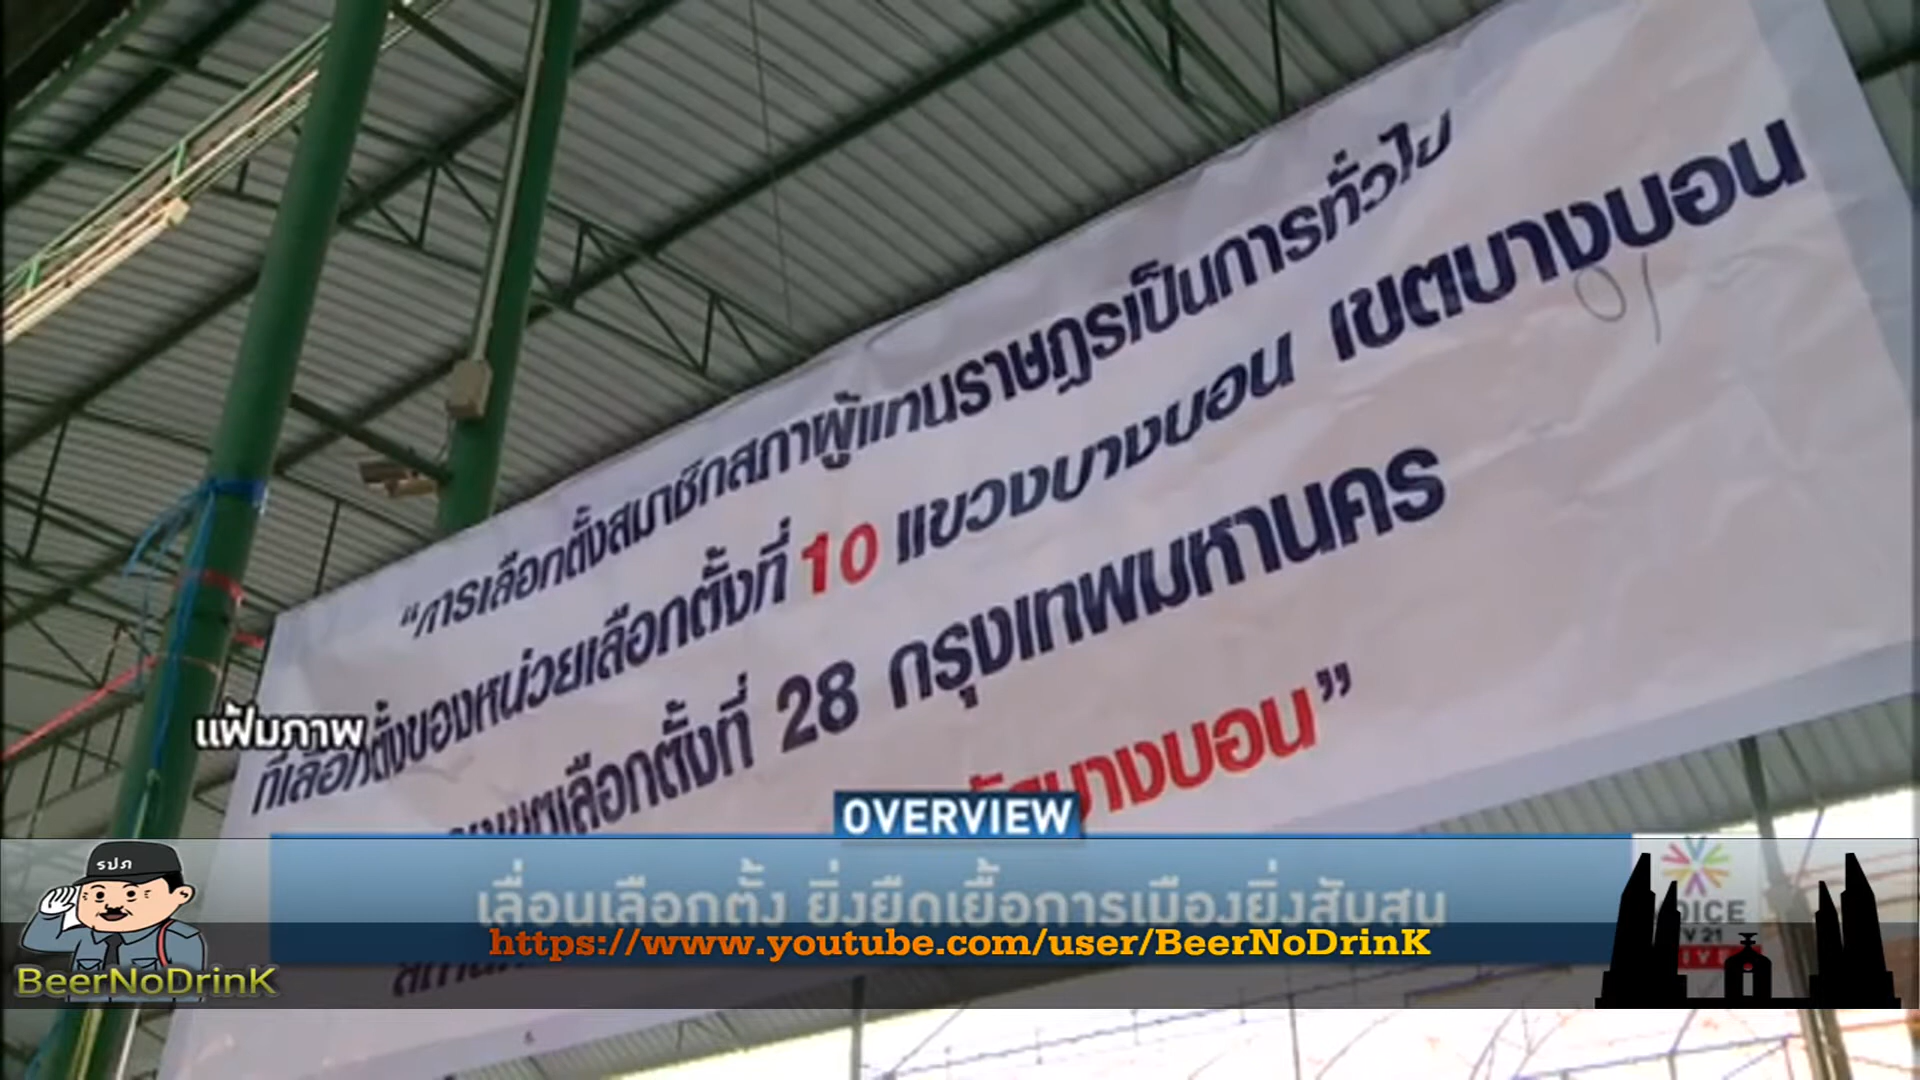 “การเลือกตั้งสมาชิกสภาผู้แทนราษฎรเป็นการทั่วไป
ที่เลือกตั้งของหน่วยเลือกตั้งที่ 10 แขวงบางบอน เขตบางบอน
เขตเลือกตั้งที่ 28 กรุงเทพมหานคร
บางบอน”
01
แฟ้มภาพ
OVERVIEW
เลื่อนเลือกตั้ง ยิ่งยืดเยื้อการเมืองยิ่งสับสน
https://www.youtube.com/user/BeerNoDrinK
รปภ
BeerNoDrinK